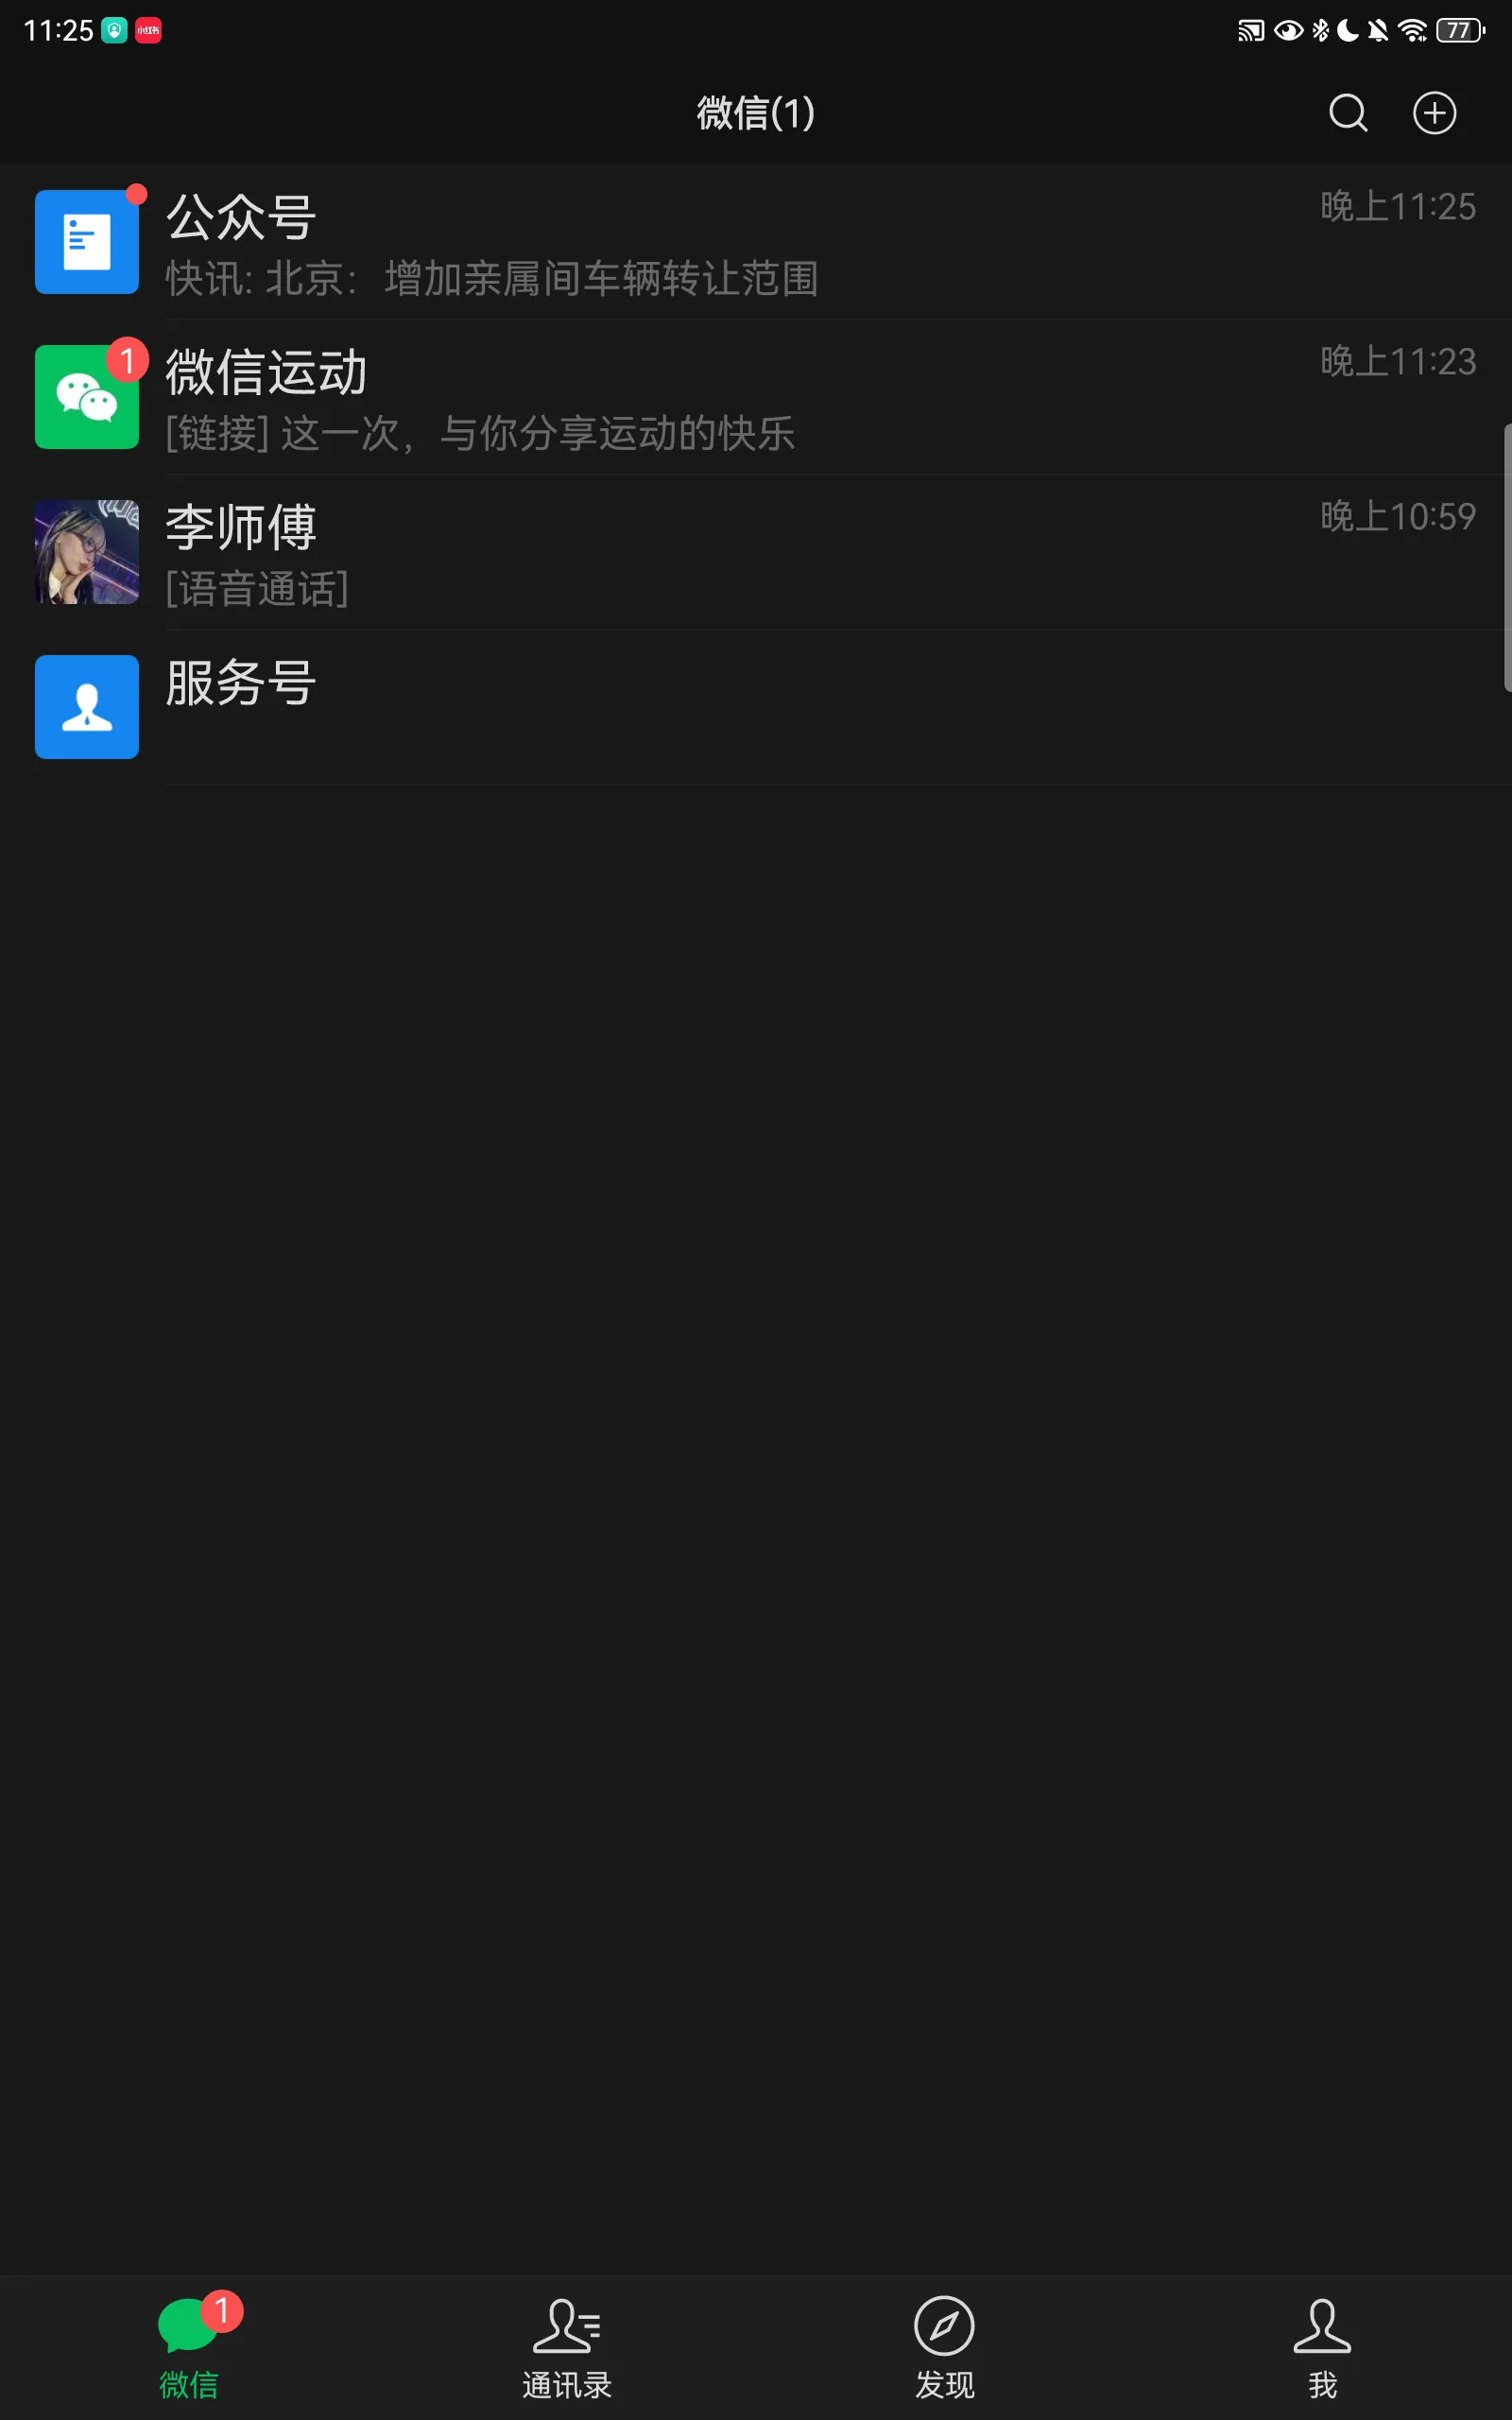 11:25
小红书
77
微信(1)
公众号
晚上11:25
快讯: 北京： 增加亲属间车辆转让范围
1
微信运动
晚上11:23
[链接] 这一次，与你分享运动的快乐
李师傅
晚上10:59
[语音通话]
服务号
1
微信
通讯录
发现
我